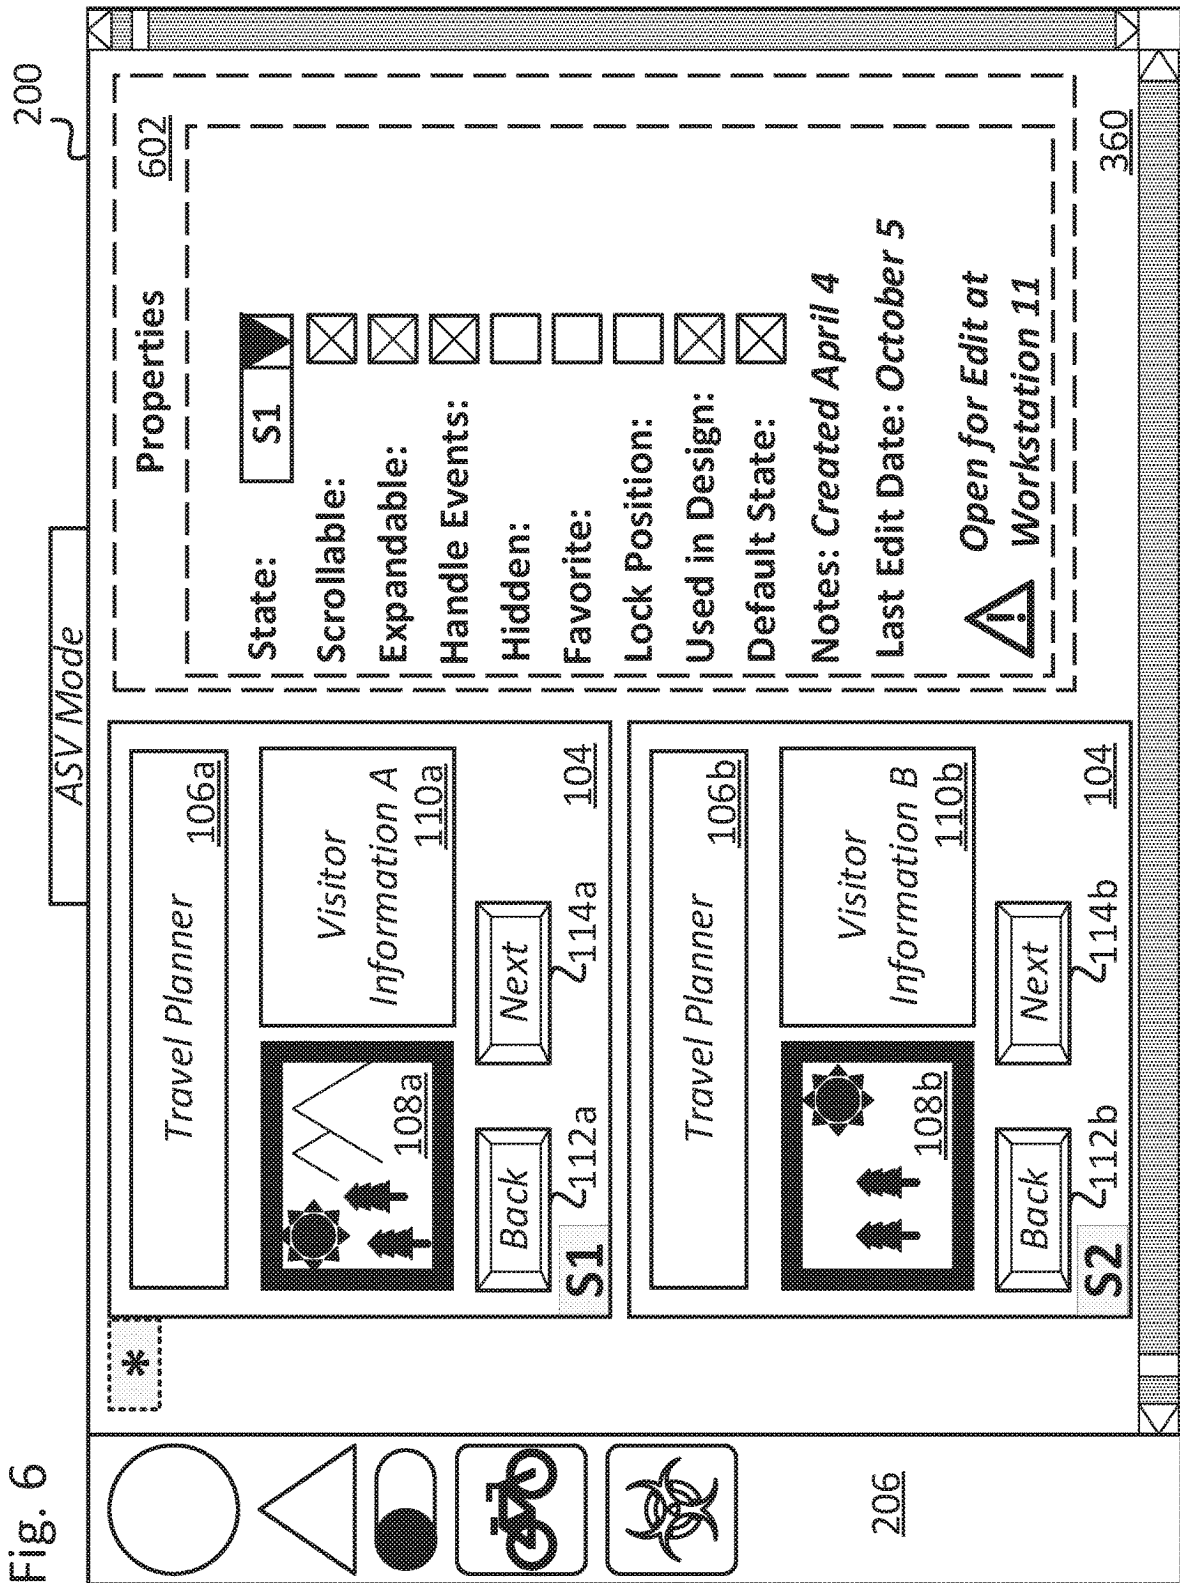 Fig. 6
200
ASV Mode
*
Travel Planner
106a
108a
Visitor
Information A
110a
Back
Next
112a
114a
104
S1
Travel Planner
106b
108b
Visitor
Information B
110b
Back
Next
112b
114b
104
S2
Properties
602
State: S1
Scrollable:
Expandable:
Handle Events:
Hidden:
Favorite:
Lock Position:
Used in Design:
Default State:
Notes: Created April 4
Last Edit Date: October 5
! Open for Edit at
Workstation 11
206
360